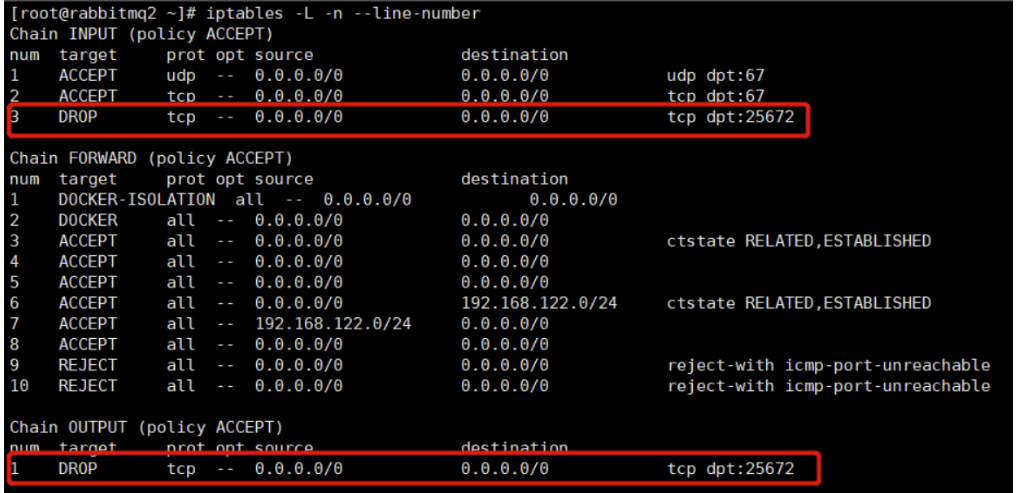 [root@rabbitmq2 ~]# iptables -L -n --line-number
Chain INPUT (policy ACCEPT)
num  target     prot opt source               destination
1    ACCEPT     udp  --  0.0.0.0/0            0.0.0.0/0            udp dpt:67
2    ACCEPT     tcp  --  0.0.0.0/0            0.0.0.0/0            tcp dpt:67
3    DROP       tcp  --  0.0.0.0/0            0.0.0.0/0            tcp dpt:25672

Chain FORWARD (policy ACCEPT)
num  target     prot opt source               destination
1    DOCKER-ISOLATION  all  --  0.0.0.0/0            0.0.0.0/0
2    DOCKER     all  --  0.0.0.0/0            0.0.0.0/0
3    ACCEPT     all  --  0.0.0.0/0            0.0.0.0/0            ctstate RELATED,ESTABLISHED
4    ACCEPT     all  --  0.0.0.0/0            0.0.0.0/0
5    ACCEPT     all  --  0.0.0.0/0            0.0.0.0/0
6    ACCEPT     all  --  0.0.0.0/0            192.168.122.0/24     ctstate RELATED,ESTABLISHED
7    ACCEPT     all  --  192.168.122.0/24     0.0.0.0/0
8    ACCEPT     all  --  0.0.0.0/0            0.0.0.0/0
9    REJECT     all  --  0.0.0.0/0            0.0.0.0/0            reject-with icmp-port-unreachable
10   REJECT     all  --  0.0.0.0/0            0.0.0.0/0            reject-with icmp-port-unreachable

Chain OUTPUT (policy ACCEPT)
num  target     prot opt source               destination
1    DROP       tcp  --  0.0.0.0/0            0.0.0.0/0            tcp dpt:25672